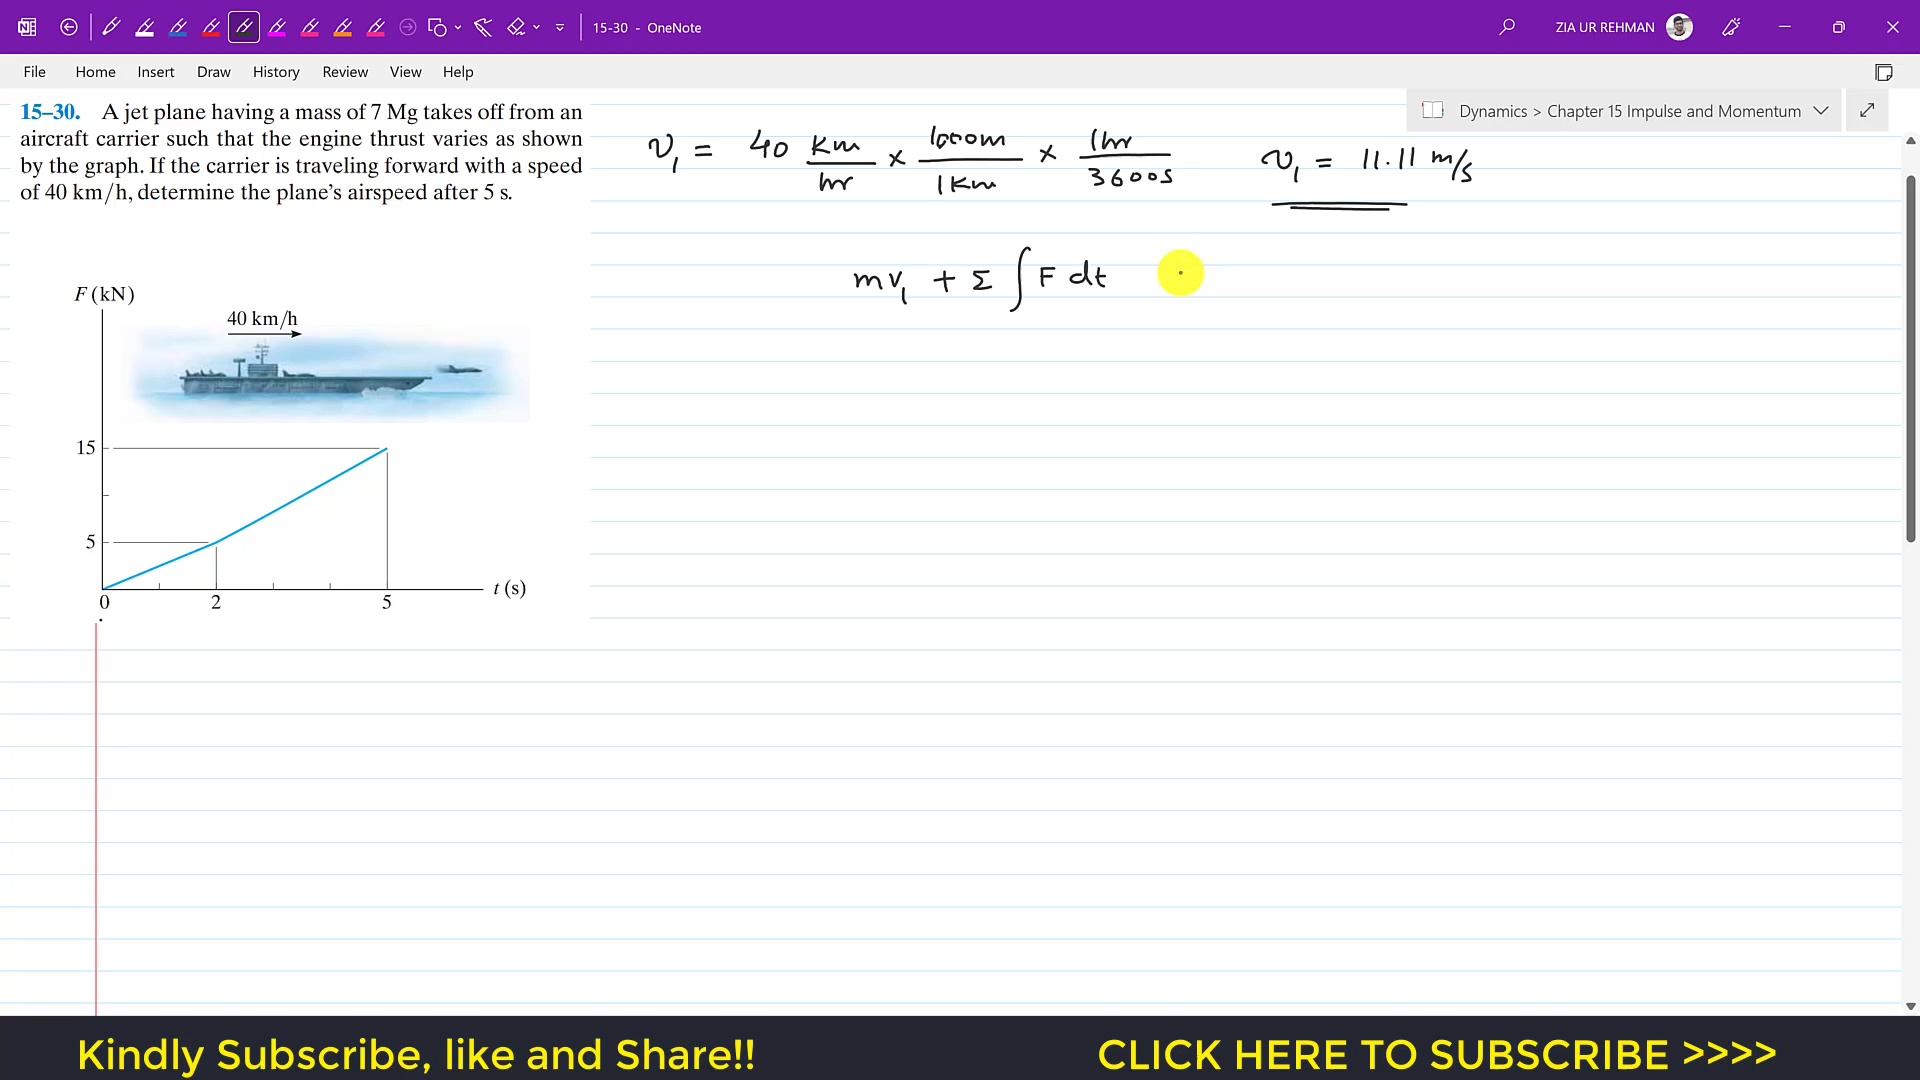 15-30 - OneNote
ZIA UR REHMAN
File Home Insert Draw History Review View Help
Dynamics > Chapter 15 Impulse and Momentum
15–30. A jet plane having a mass of 7 Mg takes off from an
aircraft carrier such that the engine thrust varies as shown
by the graph. If the carrier is traveling forward with a speed
of 40 km/h, determine the plane's airspeed after 5 s.
v₁ = 40 Km/hr × 1000m/1Km × 1hr/3600s
v₁ = 11.11 m/s
mv₁ + Σ ∫ F dt
F (kN)
40 km/h
15
5
t (s)
0 2 5
Kindly Subscribe, like and Share!!
CLICK HERE TO SUBSCRIBE >>>>